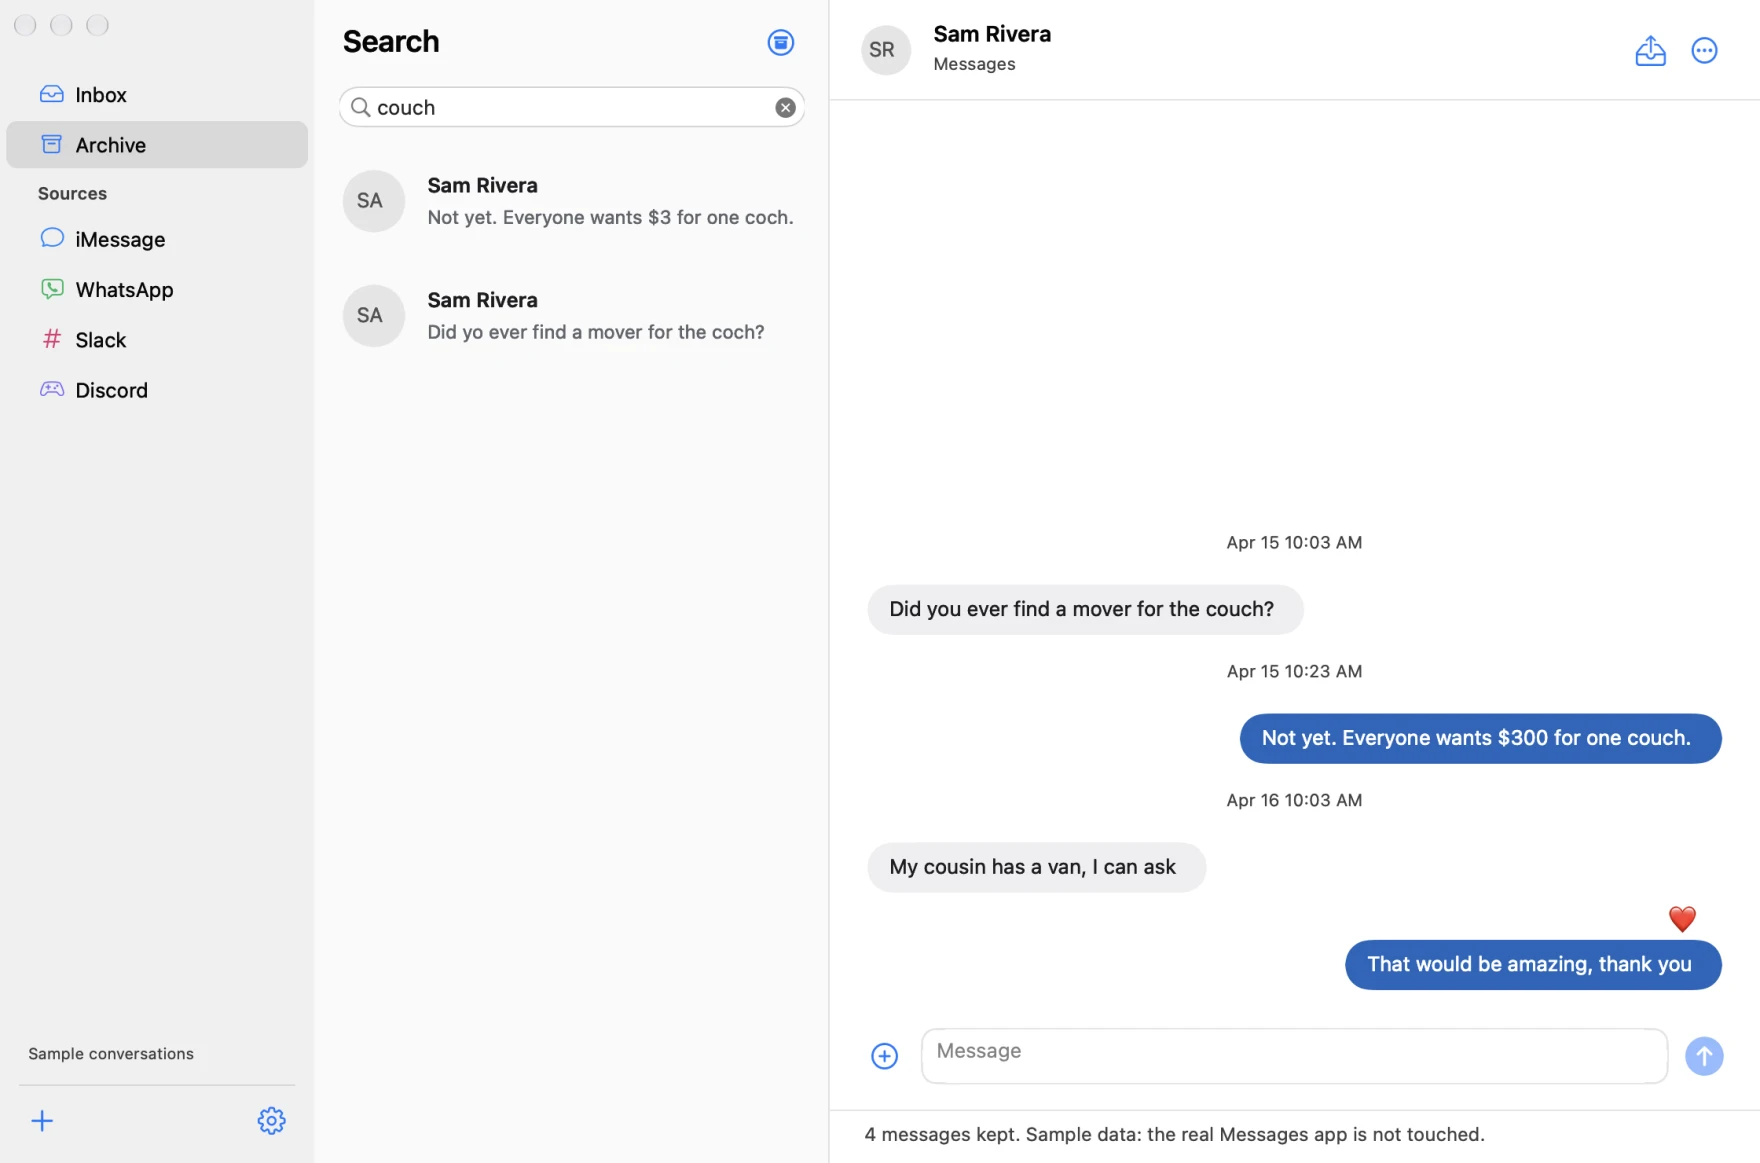 Inbox
Archive
Sources
iMessage
WhatsApp
Slack
Discord
Sample conversations
Search
couch
SA
Sam Rivera
Not yet. Everyone wants $3 for one coch.
SA
Sam Rivera
Did yo ever find a mover for the coch?
SR
Sam Rivera
Messages
Apr 15 10:03 AM
Did you ever find a mover for the couch?
Apr 15 10:23 AM
Not yet. Everyone wants $300 for one couch.
Apr 16 10:03 AM
My cousin has a van, I can ask
That would be amazing, thank you
Message
4 messages kept. Sample data: the real Messages app is not touched.